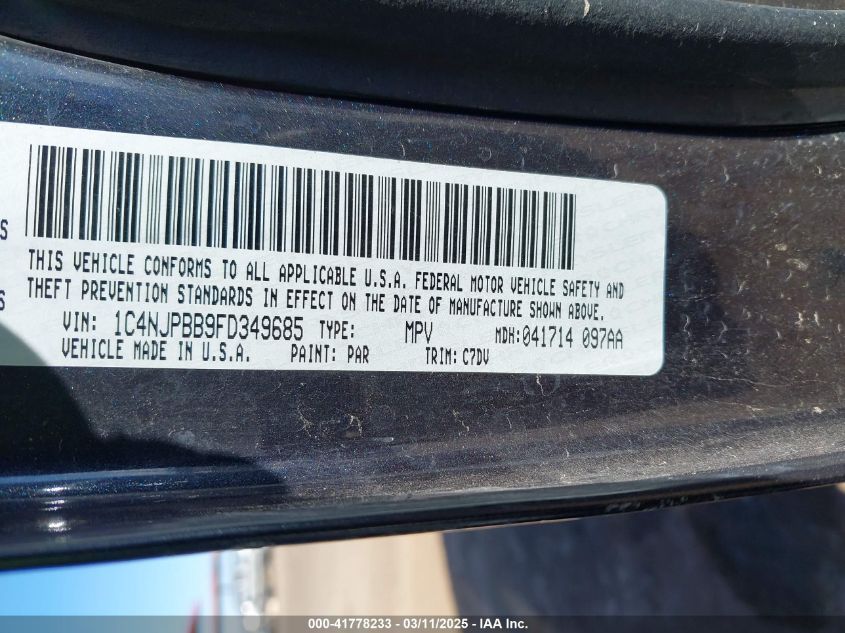 S
THIS VEHICLE CONFORMS TO ALL APPLICABLE U.S.A. FEDERAL MOTOR VEHICLE SAFETY AND
THEFT PREVENTION STANDARDS IN EFFECT ON THE DATE OF MANUFACTURE SHOWN ABOVE.
S
VIN: 1C4NJPBB9FD349685 TYPE: MPV MDH:041714 097AA
VEHICLE MADE IN U.S.A. PAINT: PAR TRIM: C7DV
000-41778233 - 03/11/2025 - IAA Inc.